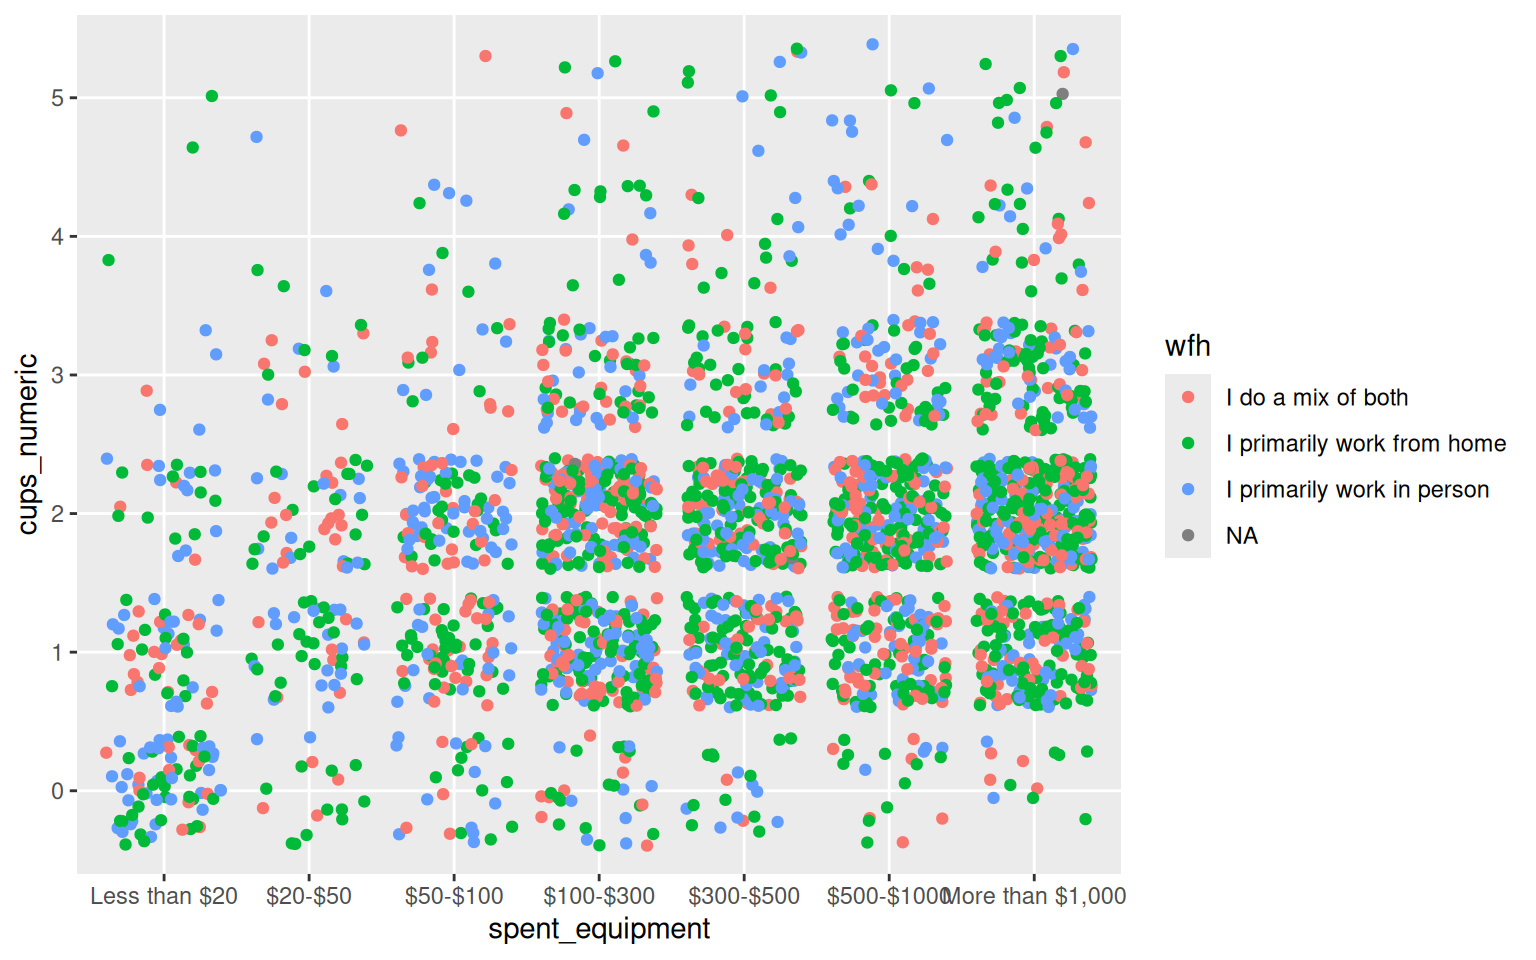 5
4
3
2
1
0
cups_numeric
Less than $20
$20-$50
$50-$100
$100-$300
$300-$500
$500-$1000
More than $1,000
spent_equipment
wfh
I do a mix of both
I primarily work from home
I primarily work in person
NA